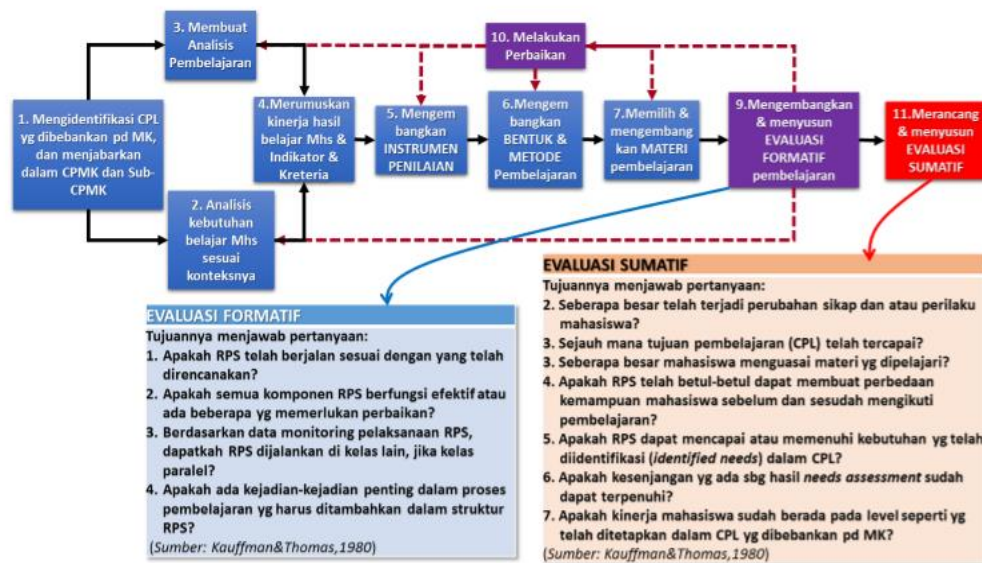 3. Membuat
Analisis
Pembelajaran
10. Melakukan
Perbaikan
1. Mengidentifikasi CPL
yg dibebankan pd MK,
dan menjabarkan
dalam CPMK dan Sub-
CPMK
4.Merumuskan
kinerja hasil
belajar Mhs &
Indikator &
Kreteria
5. Mengem
bangkan
INSTRUMEN
PENILAIAN
6.Mengem
bangkan
BENTUK &
METODE
Pembelajaran
7.Memilih &
mengembang
kan MATERI
pembelajaran
9.Mengembangkan
& menyusun
EVALUASI
FORMATIF
pembelajaran
11.Merancang
& menyusun
EVALUASI
SUMATIF
2. Analisis
kebutuhan
belajar Mhs
sesuai
konteksnya
EVALUASI FORMATIF
Tujuannya menjawab pertanyaan:
1. Apakah RPS telah berjalan sesuai dengan yang telah
direncanakan?
2. Apakah semua komponen RPS berfungsi efektif atau
ada beberapa yg memerlukan perbaikan?
3. Berdasarkan data monitoring pelaksanaan RPS,
dapatkah RPS dijalankan di kelas lain, jika kelas
paralel?
4. Apakah ada kejadian-kejadian penting dalam proses
pembelajaran yg harus ditambahkan dalam struktur
RPS?
(Sumber: Kauffman&Thomas,1980)
EVALUASI SUMATIF
Tujuannya menjawab pertanyaan:
2. Seberapa besar telah terjadi perubahan sikap dan atau perilaku
mahasiswa?
3. Sejauh mana tujuan pembelajaran (CPL) telah tercapai?
3. Seberapa besar mahasiswa menguasai materi yg dipelajari?
4. Apakah RPS telah betul-betul dapat membuat perbedaan
kemampuan mahasiswa sebelum dan sesudah mengikuti
pembelajaran?
5. Apakah RPS dapat mencapai atau memenuhi kebutuhan yg telah
diidentifikasi (identified needs) dalam CPL?
6. Apakah kesenjangan yg ada sbg hasil needs assessment sudah
dapat terpenuhi?
7. Apakah kinerja mahasiswa sudah berada pada level seperti yg
telah ditetapkan dalam CPL yg dibebankan pd MK?
(Sumber: Kauffman&Thomas,1980)